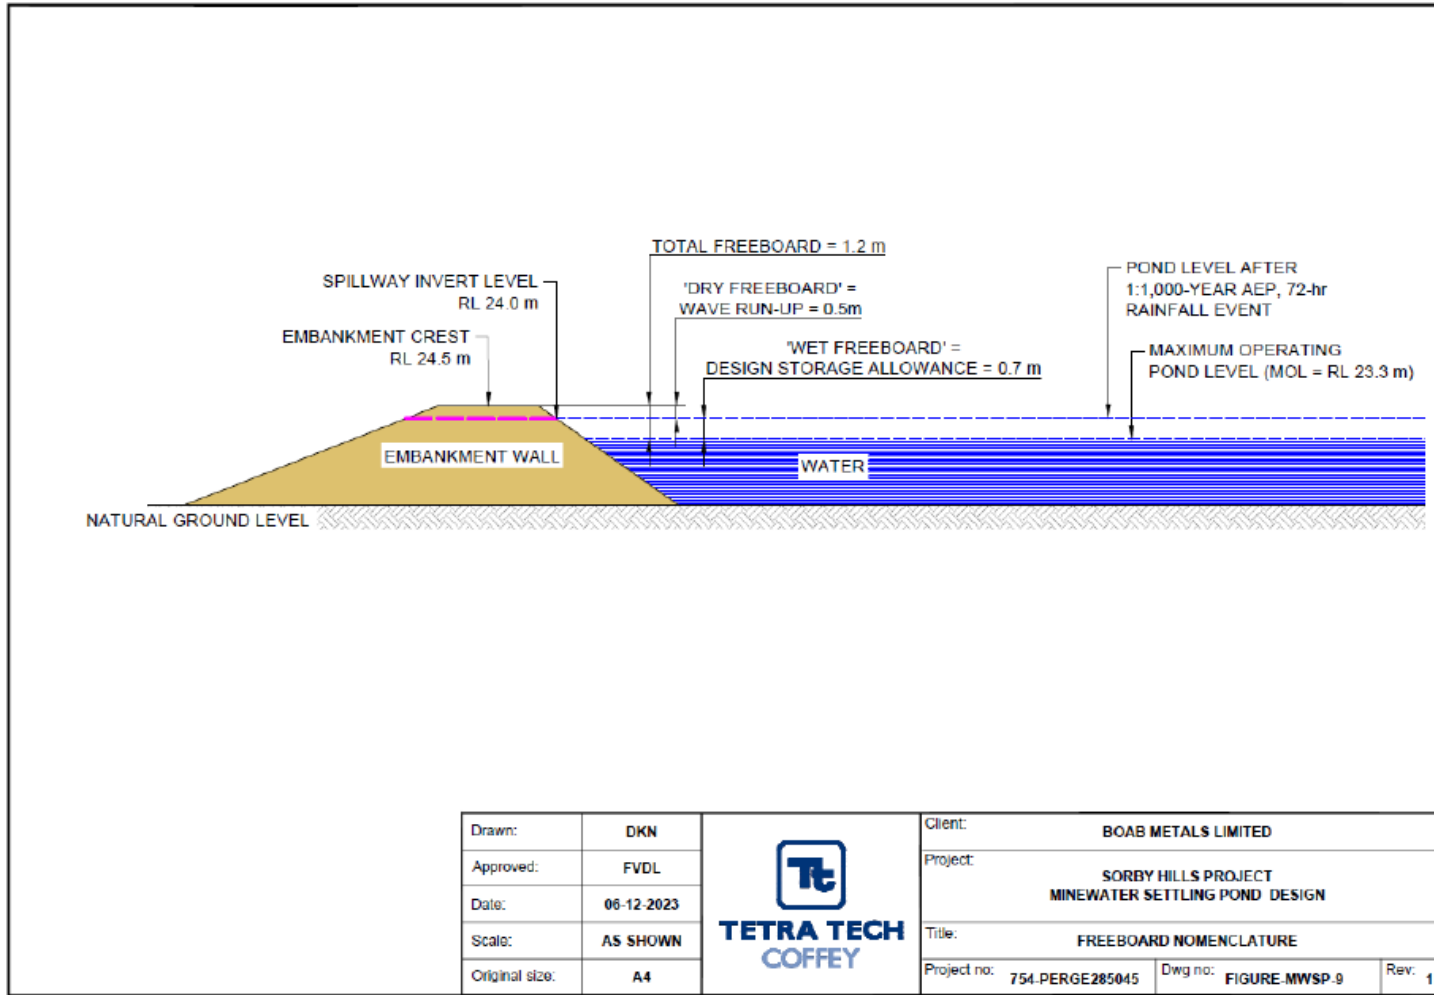 TOTAL FREEBOARD = 1.2 m
SPILLWAY INVERT LEVEL
RL 24.0 m
'DRY FREEBOARD' =
WAVE RUN-UP = 0.5m
POND LEVEL AFTER
1:1,000-YEAR AEP, 72-hr
RAINFALL EVENT
EMBANKMENT CREST
RL 24.5 m
'WET FREEBOARD' =
DESIGN STORAGE ALLOWANCE = 0.7 m
MAXIMUM OPERATING
POND LEVEL (MOL = RL 23.3 m)
EMBANKMENT WALL
WATER
NATURAL GROUND LEVEL
Drawn: DKN
Approved: FVDL
Date: 06-12-2023
Scale: AS SHOWN
Original size: A4
Tt
TETRA TECH
COFFEY
Client: BOAB METALS LIMITED
Project:
SORBY HILLS PROJECT
MINEWATER SETTLING POND DESIGN
Title: FREEBOARD NOMENCLATURE
Project no: 754-PERGE285045 Dwg no: FIGURE-MWSP-9 Rev: 1